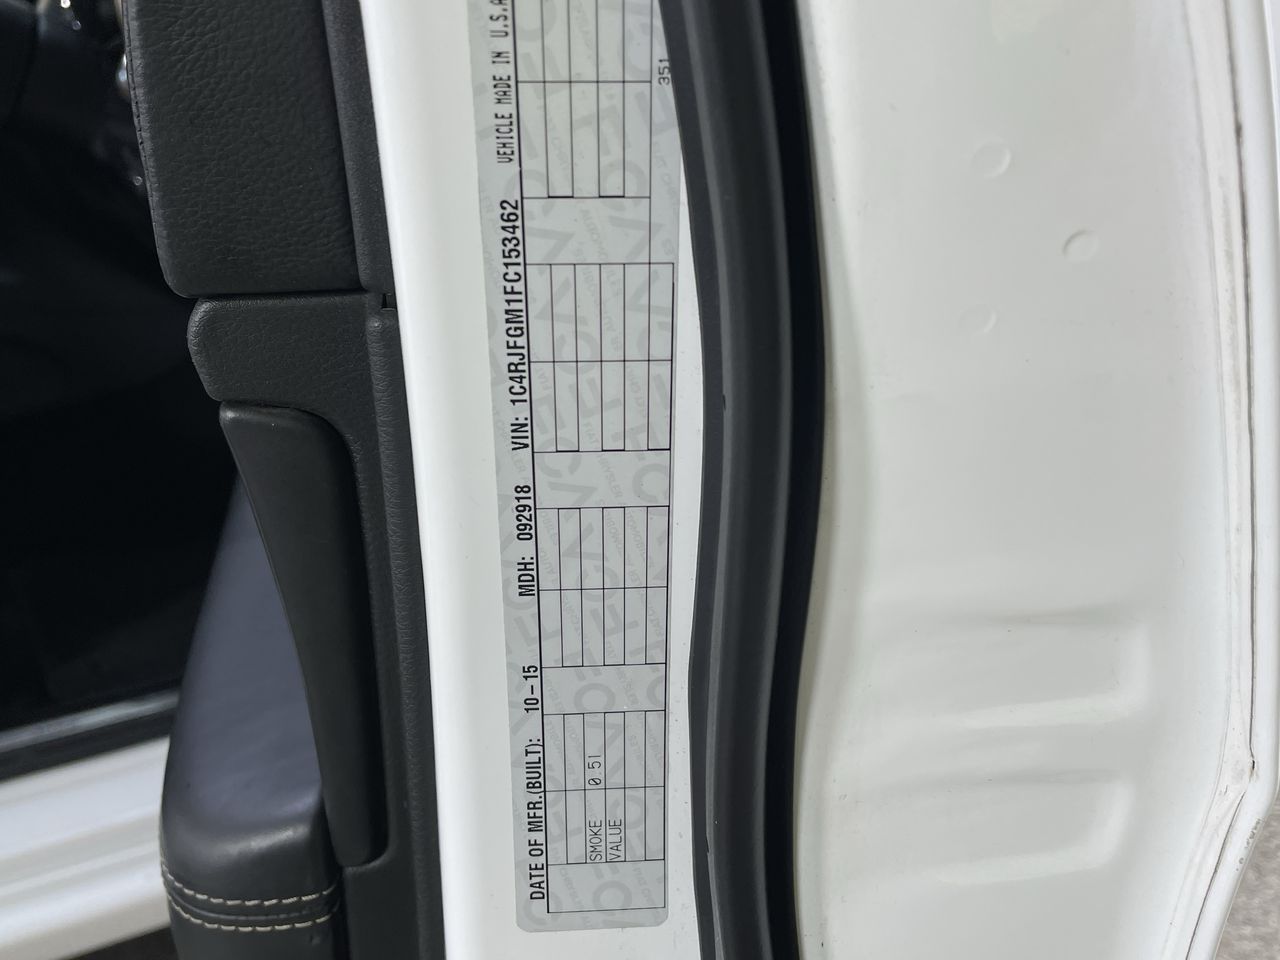 DATE OF MFR.(BUILT): 10-15 MDH: 092918 VIN: 1C4RJFGM1FC153462 VEHICLE MADE IN U.S.A
SMOKE 0.51
VALUE
351